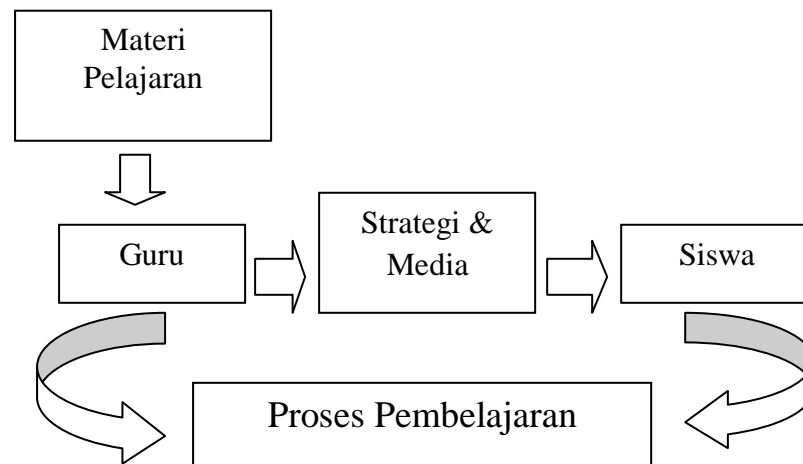 Materi
Pelajaran
Guru
Strategi &
Media
Siswa
Proses Pembelajaran